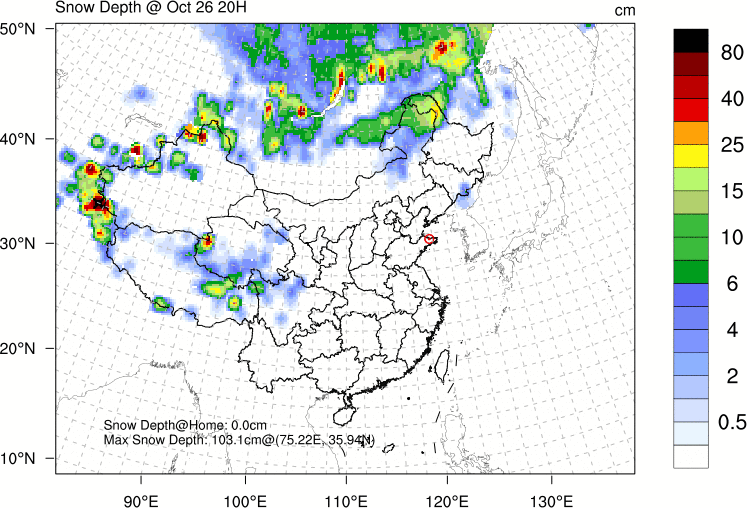 Snow Depth @ Oct 26 20H
cm
50°N
40°N
30°N
20°N
10°N
90°E
100°E
110°E
120°E
130°E
80
40
25
15
10
6
4
2
0.5
Snow Depth@Home: 0.0cm
Max Snow Depth: 103.1cm@(75.22E, 35.94N)